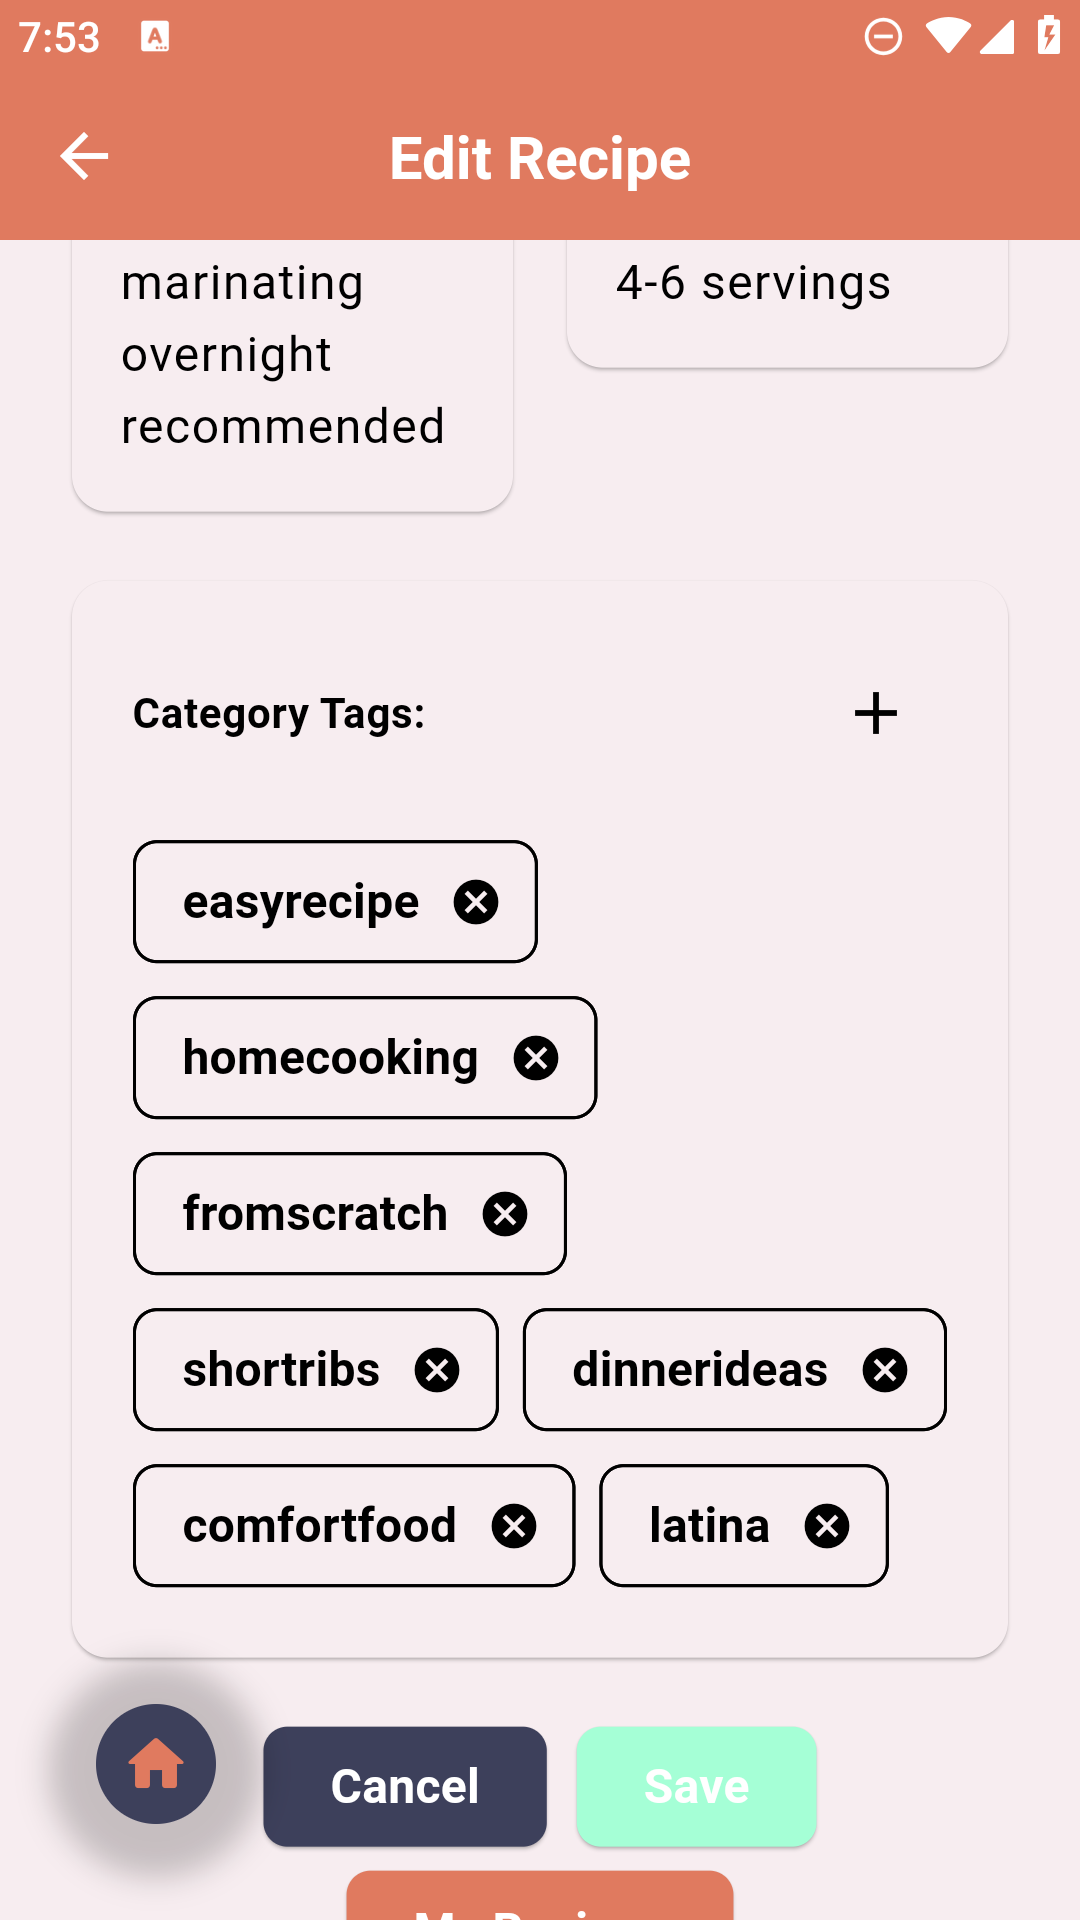 7:53
Edit Recipe
marinating
overnight
recommended
4-6 servings
Category Tags:
easyrecipe
homecooking
fromscratch
shortribs dinnerideas
comfortfood latina
Cancel Save